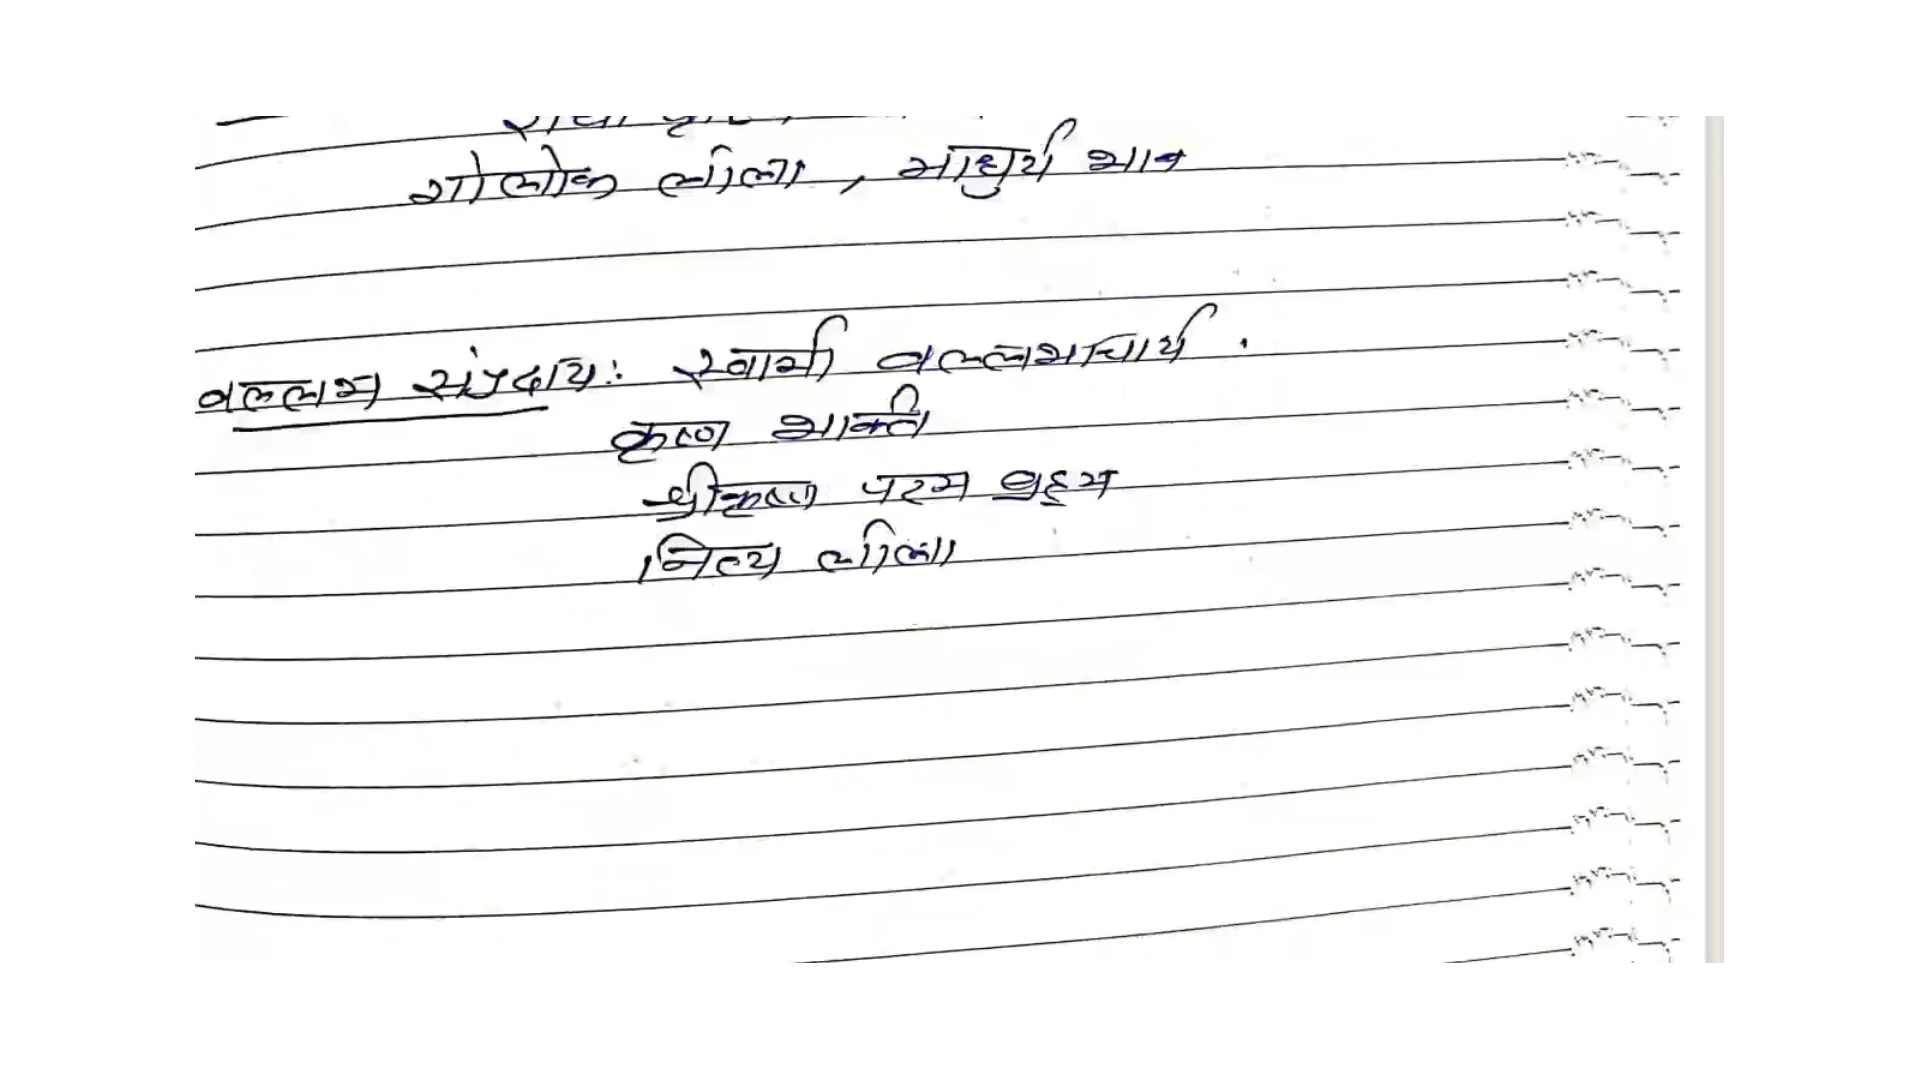 गोलोक लीला, माधुर्य भाव
वल्लभ संप्रदाय: स्वामी वल्लभाचार्य.
कृष्ण भक्ति
श्रीकृष्ण परम ब्रह्म
नित्य लीला